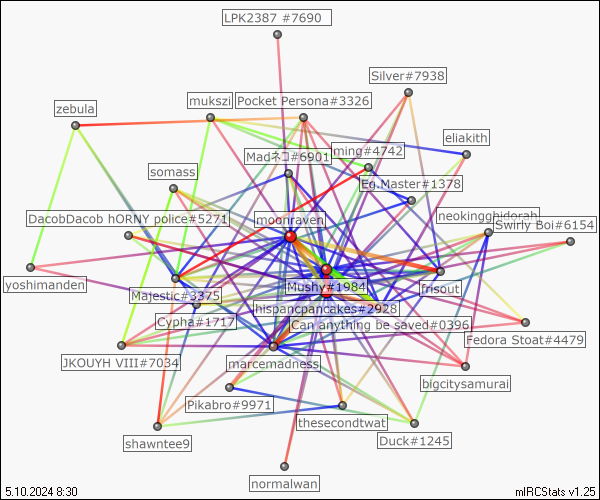 LPK2387 #7690
Silver#7938
mukszi
Pocket Persona#3326
zebula
eliakith
ming#4742
Madネコ#6901
somass
Eg.Master#1378
DacobDacob hORNY police#5271
moonraven
neokingghidorah
Swirly Boi#6154
yoshimanden
Majestic#3375
Mushy#1984
frisout
hispancpancakes#2928
Cypha#1717
Can anything be saved#0396
Fedora Stoat#4479
JKOUYH VIII#7034
marcemadness
bigcitysamurai
Pikabro#9971
thesecondtwat
shawntee9
Duck#1245
normalwan
5.10.2024 8:30
mIRCStats v1.25